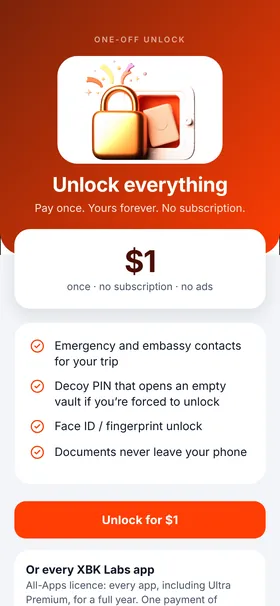 ONE-OFF UNLOCK
Unlock everything
Pay once. Yours forever. No subscription.
$1
once · no subscription · no ads
Emergency and embassy contacts
for your trip
Decoy PIN that opens an empty
vault if you’re forced to unlock
Face ID / fingerprint unlock
Documents never leave your phone
Unlock for $1
Or every XBK Labs app
All-Apps licence: every app, including Ultra
Premium, for a full year. One payment of